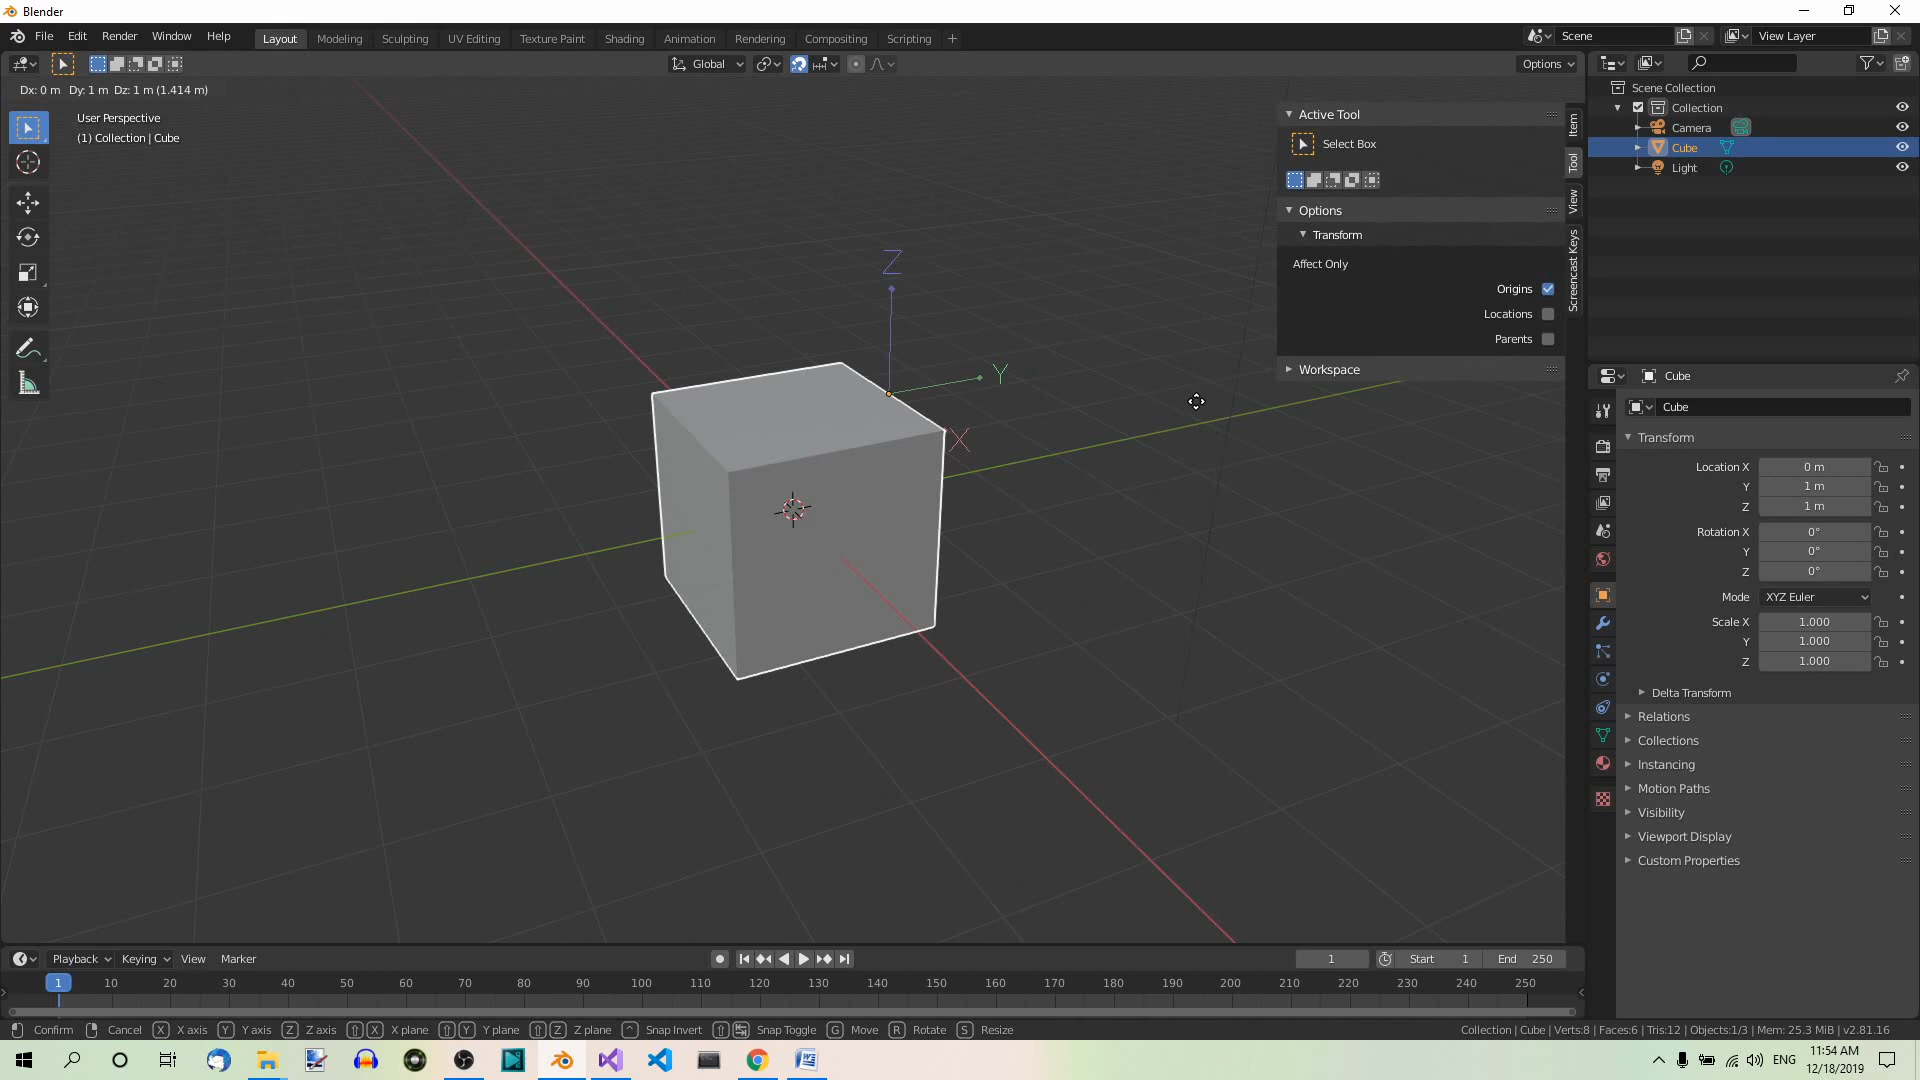 Blender
File Edit Render Window Help
Layout Modeling Sculpting UV Editing Texture Paint Shading Animation Rendering Compositing Scripting +
Scene
View Layer
Global
Options
Dx: 0 m Dy: 1 m Dz: 1 m (1.414 m)
User Perspective
(1) Collection | Cube
Z
Y
X
Active Tool
Select Box
Options
Transform
Affect Only
Origins
Locations
Parents
Workspace
Item
Tool
View
Screencast Keys
Scene Collection
Collection
Camera
Cube
Light
Cube
Cube
Transform
Location X 0 m
Y 1 m
Z 1 m
Rotation X 0°
Y 0°
Z 0°
Mode XYZ Euler
Scale X 1.000
Y 1.000
Z 1.000
Delta Transform
Relations
Collections
Instancing
Motion Paths
Visibility
Viewport Display
Custom Properties
Playback Keying View Marker
1 Start 1 End 250
1 10 20 30 40 50 60 70 80 90 100 110 120 130 140 150 160 170 180 190 200 210 220 230 240 250
Confirm Cancel X X axis Y Y axis Z Z axis X X plane Y Y plane Z Z plane Snap Invert Snap Toggle G Move R Rotate S Resize
Collection | Cube | Verts:8 | Faces:6 | Tris:12 | Objects:1/3 | Mem: 25.3 MiB | v2.81.16
ENG
11:54 AM
12/18/2019